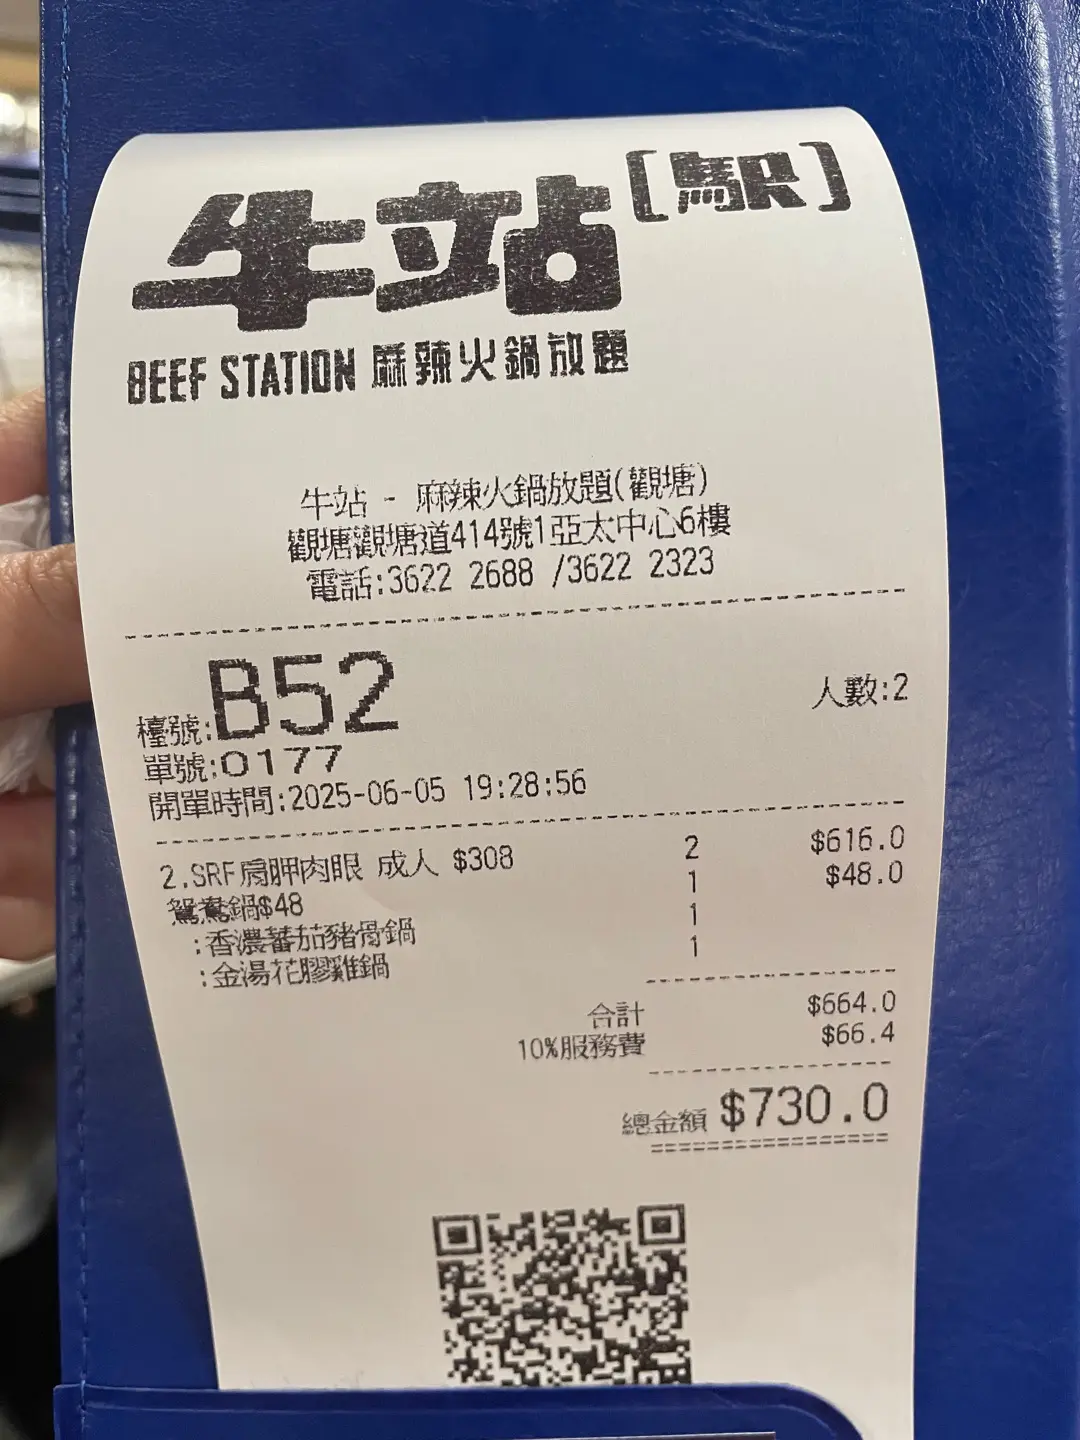 牛站[駅]
BEEF STATION 麻辣火鍋放題
牛站 - 麻辣火鍋放題(觀塘)
觀塘觀塘道414號1亞太中心6樓
電話:3622 2688 /3622 2323
檯號:B52 人數:2
單號:0177
開單時間:2025-06-05 19:28:56
2.SRF肩胛肉眼 成人 $308 2 $616.0
鴛鴦鍋$48 1 $48.0
:香濃蕃茄豬骨鍋 1
:金湯花膠雞鍋 1
合計 $664.0
10%服務費 $66.4
總金額 $730.0